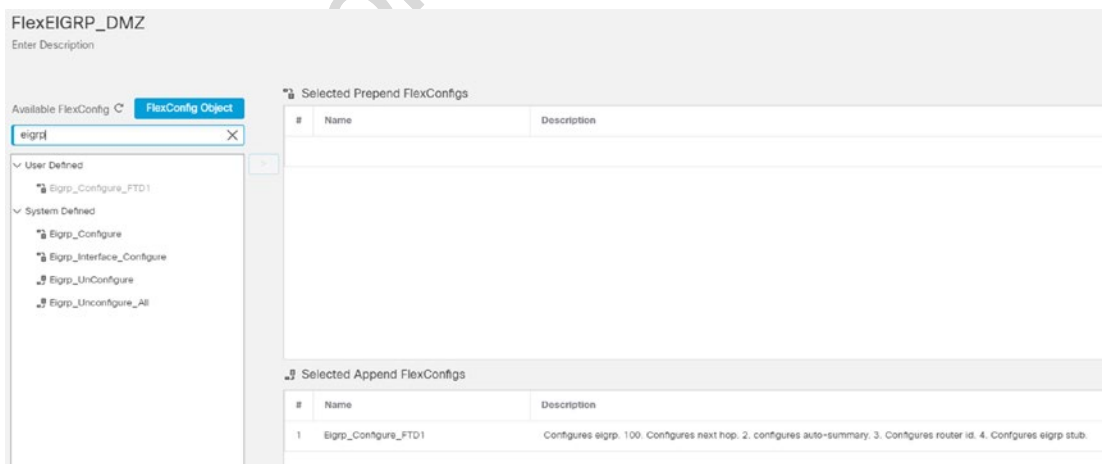 FlexEIGRP_DMZ
Enter Description
Available FlexConfig
FlexConfig Object
eigrp
User Defined
Eigrp_Configure_FTD1
System Defined
Eigrp_Configure
Eigrp_Interface_Configure
Eigrp_UnConfigure
Eigrp_Unconfigure_All
Selected Prepend FlexConfigs
# Name Description
Selected Append FlexConfigs
# Name Description
1 Eigrp_Configure_FTD1 Configures eigrp. 100. Configures next hop. 2. configures auto-summary. 3. Configures router id. 4. Configures eigrp stub.